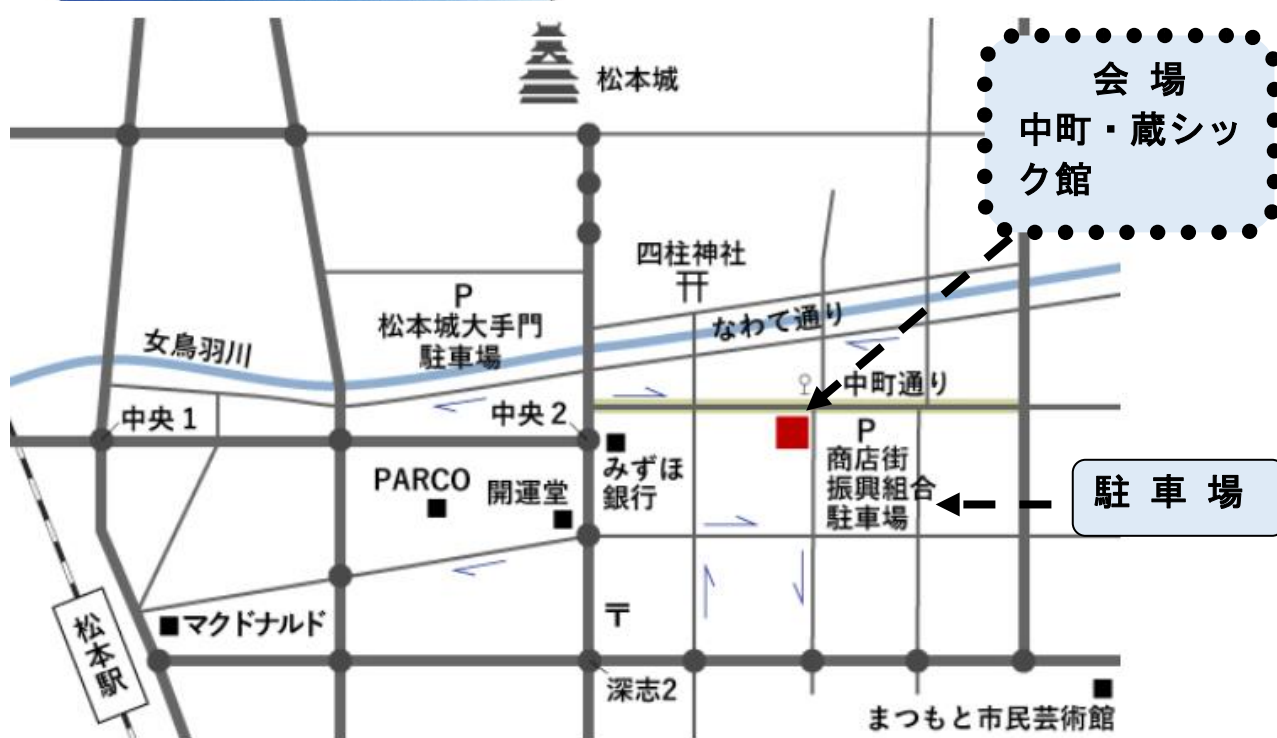 松本城
会 場
中町・蔵シッ
ク館
四柱神社
P
松本城大手門
駐車場
なわて通り
女鳥羽川
中町通り
中央1
中央2
みずほ
銀行
P
商店街
振興組合
駐車場
駐 車 場
PARCO
開運堂
マクドナルド
〒
松本駅
深志2
まつもと市民芸術館